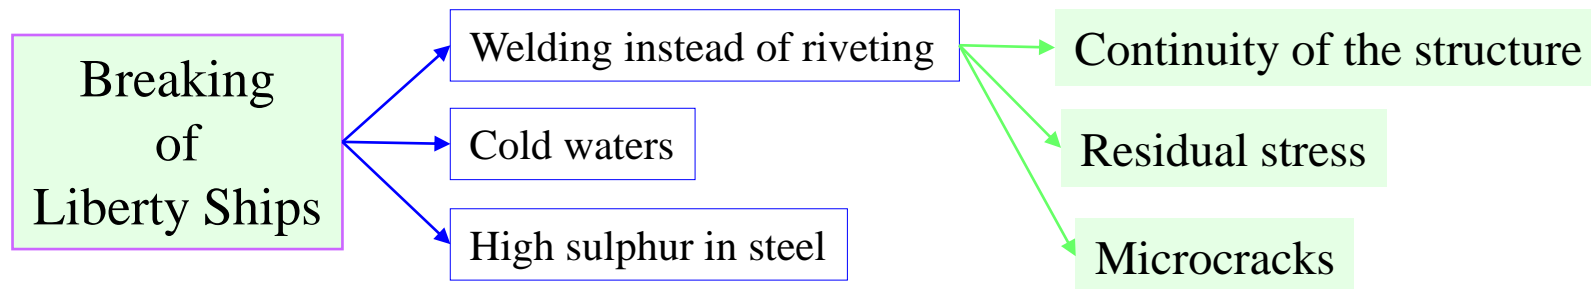 Breaking
of
Liberty Ships
Welding instead of riveting
Cold waters
High sulphur in steel
Continuity of the structure
Residual stress
Microcracks